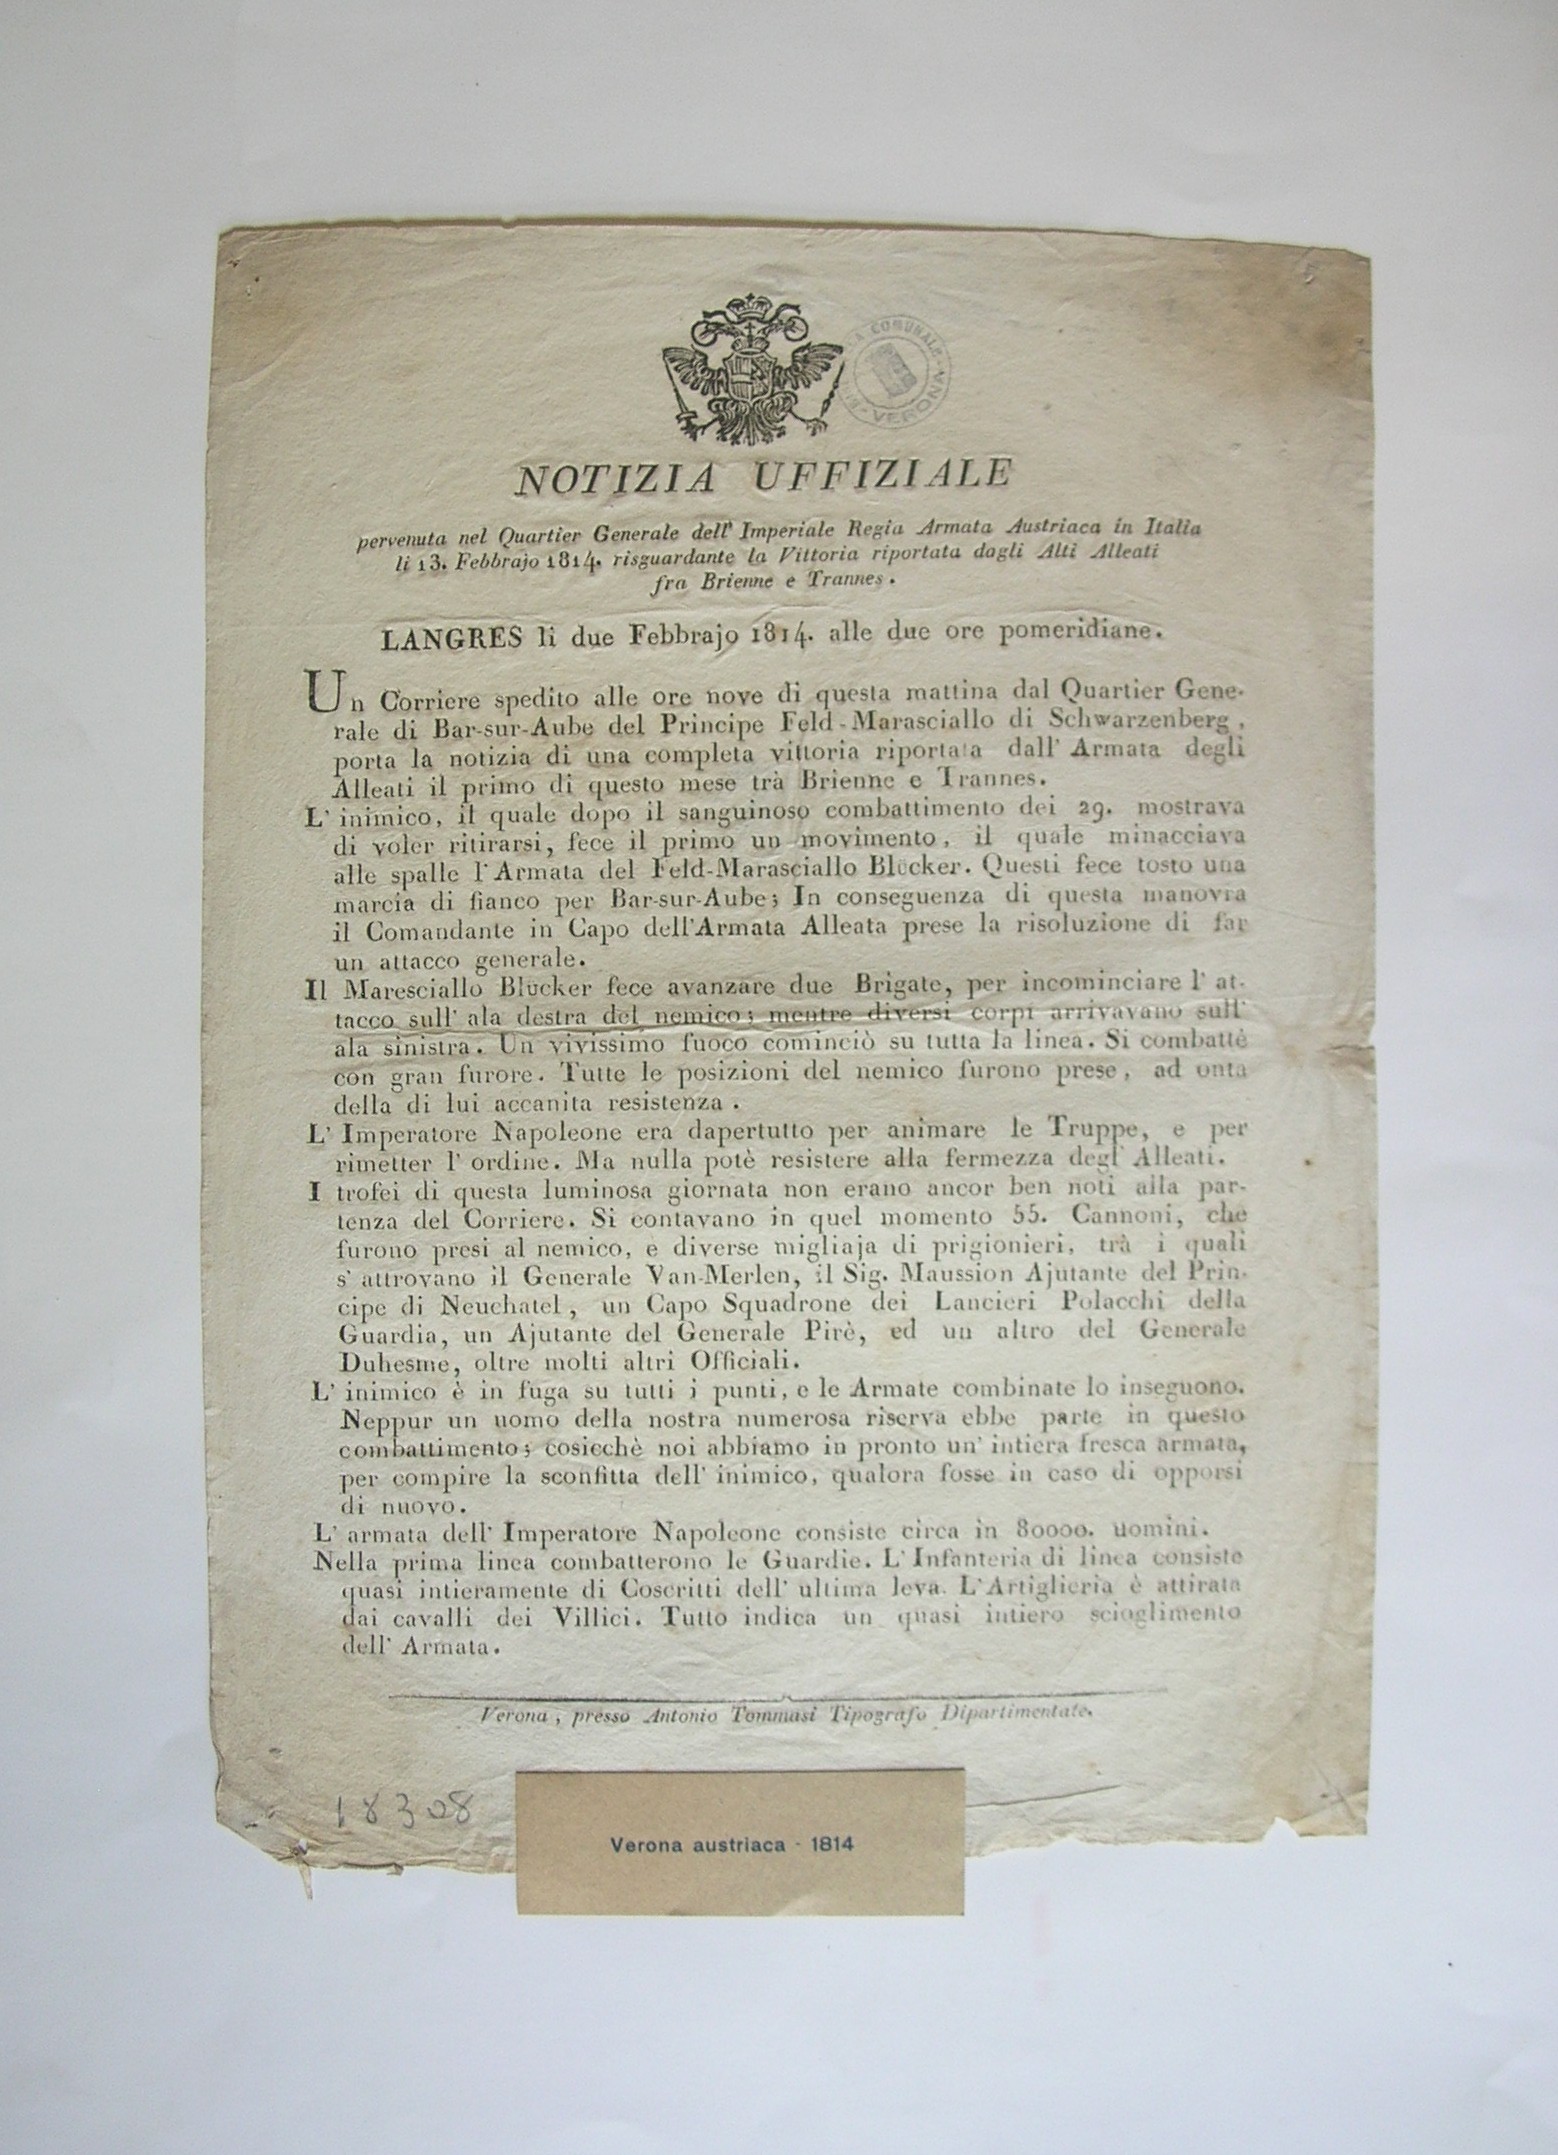 NOTIZIA UFFIZIALE
pervenuta nel Quartier Generale dell' Imperiale Regia Armata Austriaca in Italia
li 13. Febbrajo 1814. risguardante la Vittoria riportata dagli Alti Alleati
fra Brienne e Trannes.
LANGRES li due Febbrajo 1814. alle due ore pomeridiane.
Un Corriere spedito alle ore nove di questa mattina dal Quartier Gene-
rale di Bar-sur-Aube del Principe Feld-Marasciallo di Schwarzenberg,
porta la notizia di una completa vittoria riportata dall' Armata degli
Alleati il primo di questo mese trà Brienne e Trannes.
L' inimico, il quale dopo il sanguinoso combattimento dei 29. mostrava
di voler ritirarsi, fece il primo un movimento, il quale minacciava
alle spalle l'Armata del Feld-Marasciallo Blücker. Questi fece tosto una
marcia di fianco per Bar-sur-Aube; In conseguenza di questa manovra
il Comandante in Capo dell'Armata Alleata prese la risoluzione di far
un attacco generale.
Il Maresciallo Blücker fece avanzare due Brigate, per incominciare l' at-
tacco sull' ala destra del nemico; mentre diversi corpi arrivavano sull'
ala sinistra. Un vivissimo fuoco cominciò su tutta la linea. Si combattè
con gran furore. Tutte le posizioni del nemico furono prese, ad onta
della di lui accanita resistenza.
L' Imperatore Napoleone era dapertutto per animare le Truppe, e per
rimetter l' ordine. Ma nulla potè resistere alla fermezza degl' Alleati.
I trofei di questa luminosa giornata non erano ancor ben noti alla par-
tenza del Corriere. Si contavano in quel momento 55. Cannoni, che
furono presi al nemico, e diverse migliaja di prigionieri, trà i quali
s' attrovano il Generale Van-Merlen, il Sig. Maussion Ajutante del Prin-
cipe di Neuchatel, un Capo Squadrone dei Lancieri Polacchi della
Guardia, un Ajutante del Generale Pirè, ed un altro del Generale
Duhesme, oltre molti altri Officiali.
L' inimico è in fuga su tutti i punti, e le Armate combinate lo inseguono.
Neppur un uomo della nostra numerosa riserva ebbe parte in questo
combattimento; cosicchè noi abbiamo in pronto un' intiera fresca armata,
per compire la sconfitta dell' inimico, qualora fosse in caso di opporsi
di nuovo.
L' armata dell' Imperatore Napoleone consiste circa in 80000. uomini.
Nella prima linea combatterono le Guardie. L'Infanteria di linea consiste
quasi intieramente di Coscritti dell' ultima leva. L'Artiglieria è attirata
dai cavalli dei Villici. Tutto indica un quasi intiero scioglimento
dell' Armata.
Verona, presso Antonio Tommasi Tipografo Dipartimentale.
18308
Verona austriaca - 1814
COMUNALE
VERONA